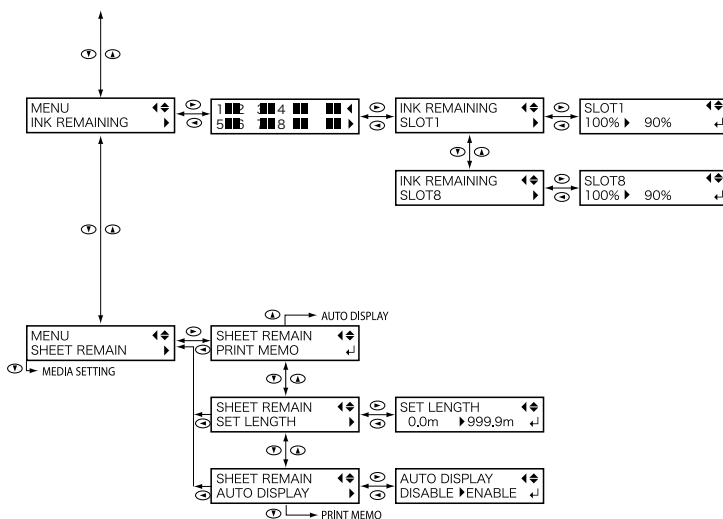 MENU
INK REMAINING
1 2 3 4
5 6 7 8
INK REMAINING
SLOT1
SLOT1
100% 90%
INK REMAINING
SLOT8
SLOT8
100% 90%
AUTO DISPLAY
MENU
SHEET REMAIN
MEDIA SETTING
SHEET REMAIN
PRINT MEMO
SHEET REMAIN
SET LENGTH
SET LENGTH
0.0m 999.9m
SHEET REMAIN
AUTO DISPLAY
AUTO DISPLAY
DISABLE ENABLE
PRINT MEMO